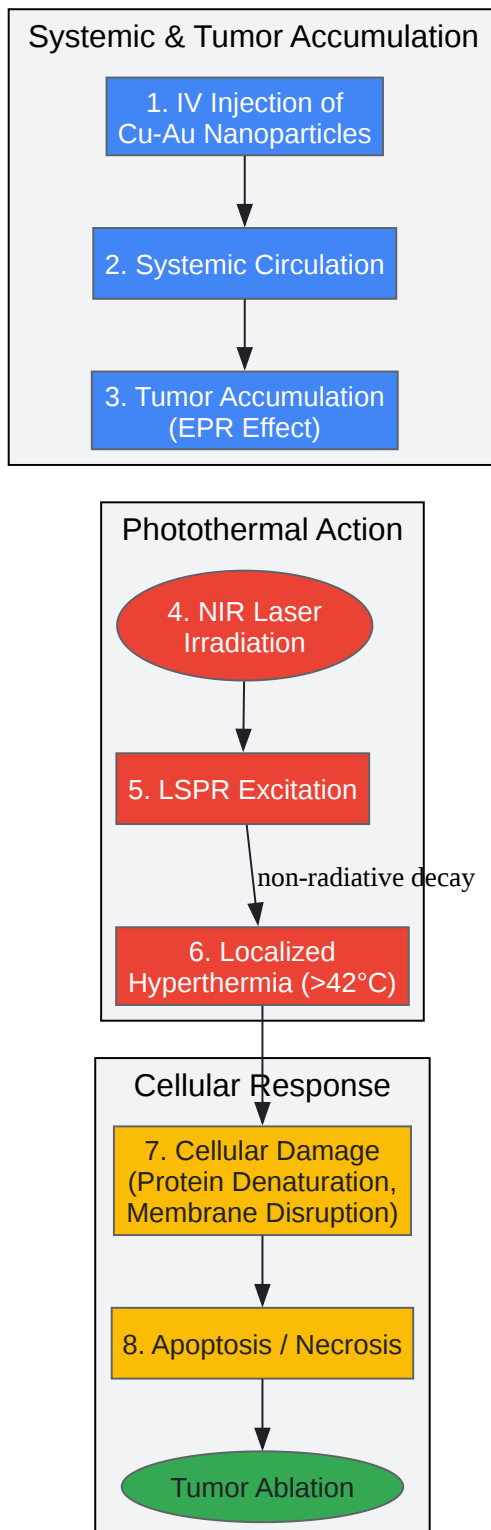 Systemic & Tumor Accumulation
1. IV Injection of
Cu-Au Nanoparticles
2. Systemic Circulation
3. Tumor Accumulation
(EPR Effect)
Photothermal Action
4. NIR Laser
Irradiation
5. LSPR Excitation
non-radiative decay
6. Localized
Hyperthermia (>42°C)
Cellular Response
7. Cellular Damage
(Protein Denaturation,
Membrane Disruption)
8. Apoptosis / Necrosis
Tumor Ablation